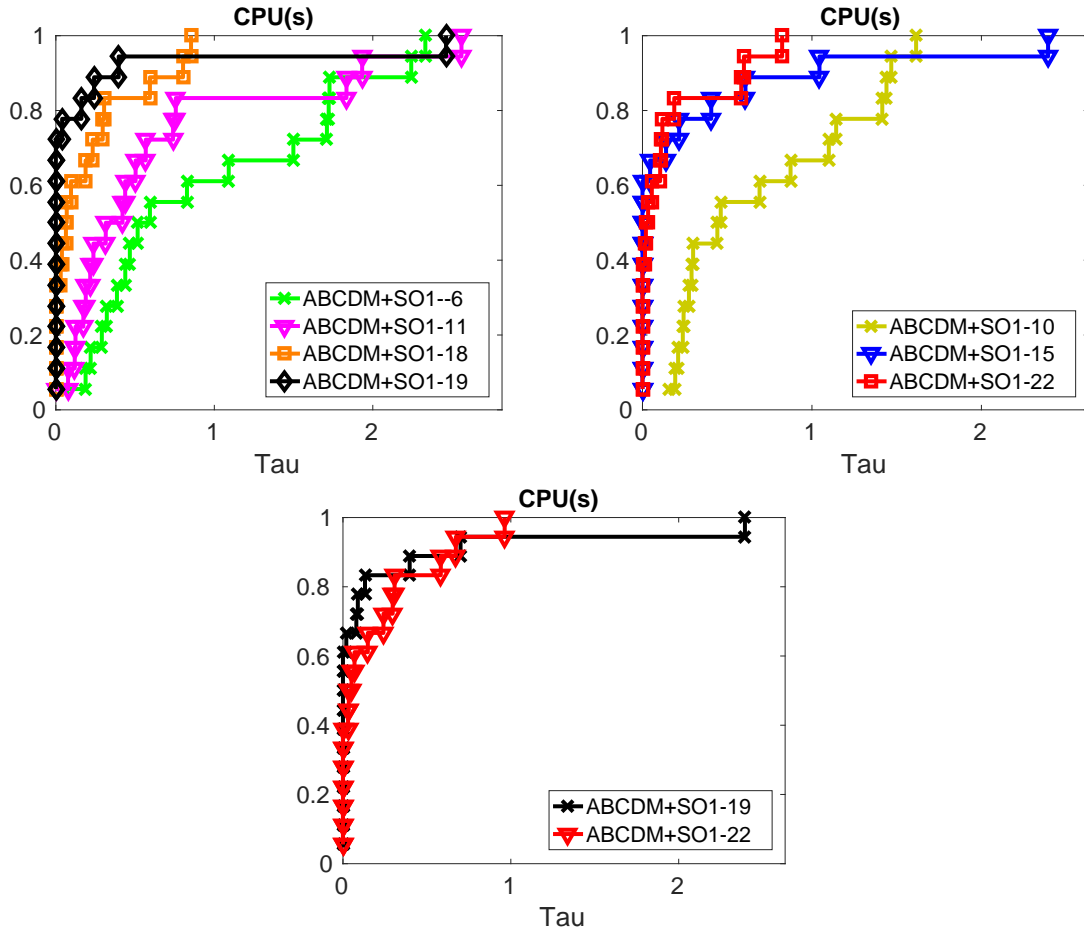 CPU(s)
1
0.8
0.6
0.4
0.2
0
0
1
2
Tau
ABCDM+SO1--6
ABCDM+SO1-11
ABCDM+SO1-18
ABCDM+SO1-19
CPU(s)
1
0.8
0.6
0.4
0.2
0
0
1
2
Tau
ABCDM+SO1-10
ABCDM+SO1-15
ABCDM+SO1-22
CPU(s)
1
0.8
0.6
0.4
0.2
0
0
1
2
Tau
ABCDM+SO1-19
ABCDM+SO1-22